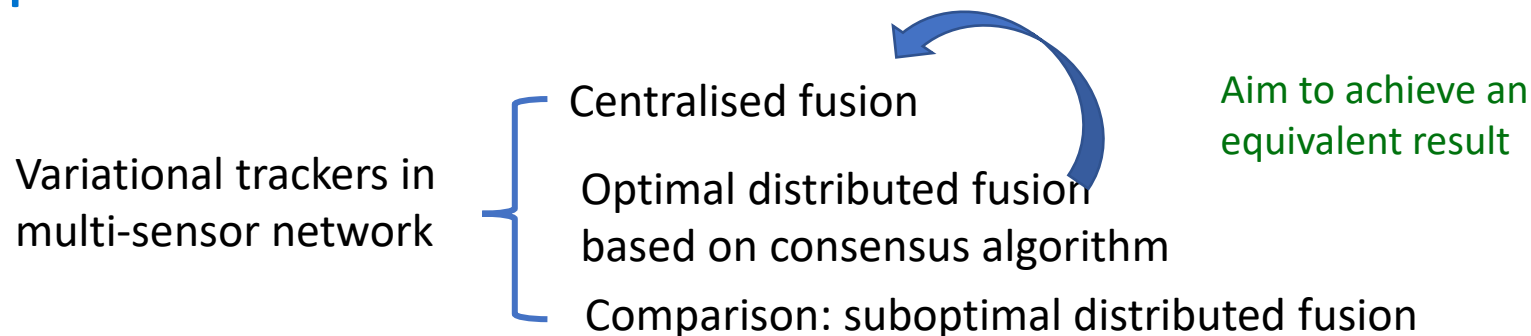 Centralised fusion
Aim to achieve an
equivalent result
Variational trackers in
multi-sensor network
Optimal distributed fusion
based on consensus algorithm
Comparison: suboptimal distributed fusion